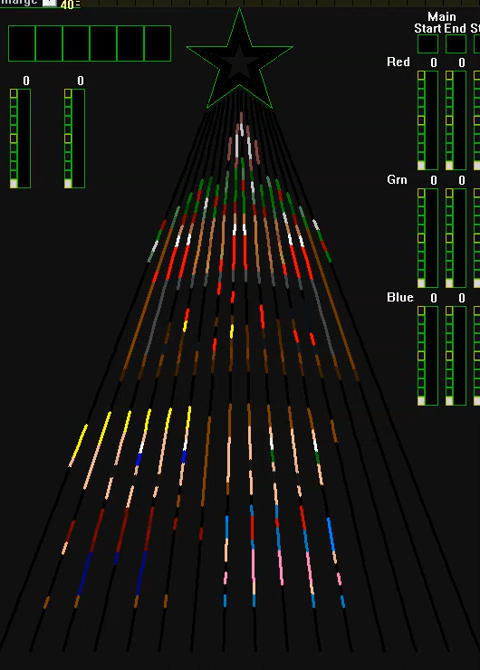 40
Main
Start End
Red 0 0
0 0
Grn 0 0
Blue 0 0